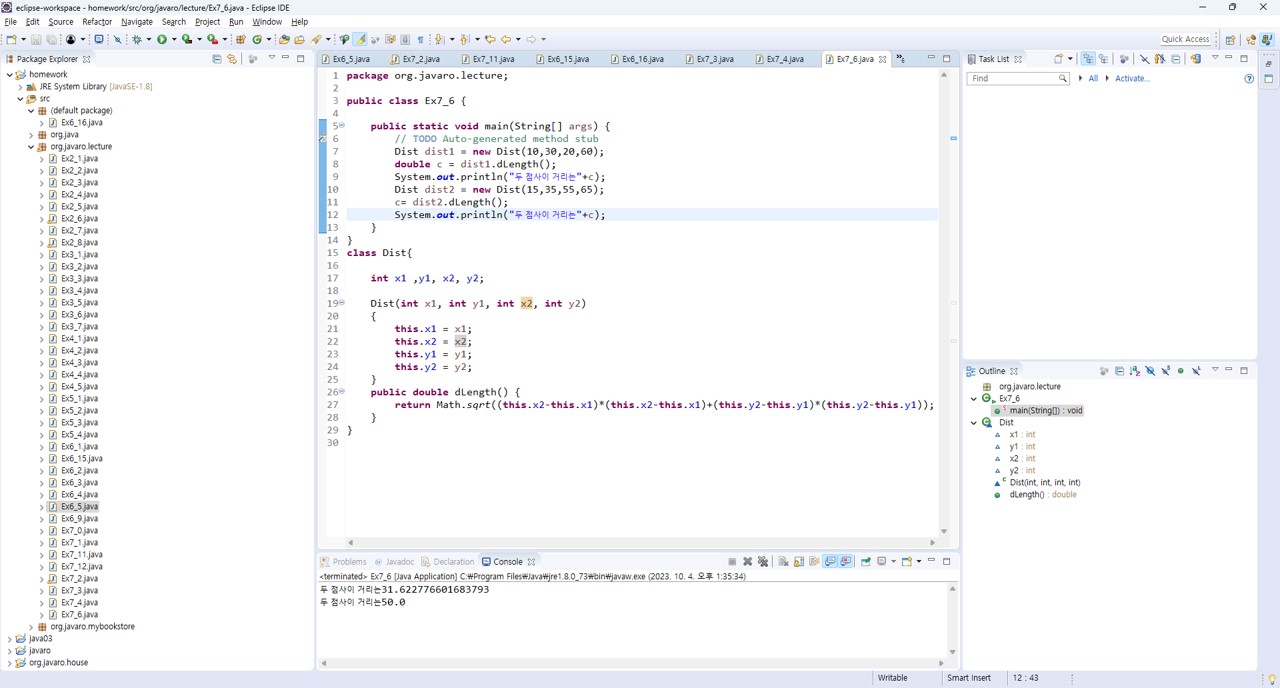 eclipse-workspace - homework/src/org/javaro/lecture/Ex7_6.java - Eclipse IDE
File Edit Source Refactor Navigate Search Project Run Window Help
Quick Access
Package Explorer
homework
JRE System Library [JavaSE-1.8]
src
(default package)
Ex6_16.java
org.java
org.javaro.lecture
Ex2_1.java
Ex2_2.java
Ex2_3.java
Ex2_4.java
Ex2_5.java
Ex2_6.java
Ex2_7.java
Ex2_8.java
Ex3_1.java
Ex3_2.java
Ex3_3.java
Ex3_4.java
Ex3_5.java
Ex3_6.java
Ex3_7.java
Ex4_1.java
Ex4_2.java
Ex4_3.java
Ex4_4.java
Ex4_5.java
Ex5_1.java
Ex5_2.java
Ex5_3.java
Ex5_4.java
Ex6_1.java
Ex6_15.java
Ex6_2.java
Ex6_3.java
Ex6_4.java
Ex6_5.java
Ex6_9.java
Ex7_0.java
Ex7_1.java
Ex7_11.java
Ex7_12.java
Ex7_2.java
Ex7_3.java
Ex7_4.java
Ex7_6.java
org.javaro.mybookstore
java03
javaro
org.javaro.house
Ex6_5.java Ex7_2.java Ex7_11.java Ex6_15.java Ex6_16.java Ex7_3.java Ex7_4.java Ex7_6.java
1 package org.javaro.lecture;
2
3 public class Ex7_6 {
4
5 public static void main(String[] args) {
6 // TODO Auto-generated method stub
7 Dist dist1 = new Dist(10,30,20,60);
8 double c = dist1.dLength();
9 System.out.println("두 점사이 거리는"+c);
10 Dist dist2 = new Dist(15,35,55,65);
11 c= dist2.dLength();
12 System.out.println("두 점사이 거리는"+c);
13 }
14 }
15 class Dist{
16
17 int x1 ,y1, x2, y2;
18
19 Dist(int x1, int y1, int x2, int y2)
20 {
21 this.x1 = x1;
22 this.x2 = x2;
23 this.y1 = y1;
24 this.y2 = y2;
25 }
26 public double dLength() {
27 return Math.sqrt((this.x2-this.x1)*(this.x2-this.x1)+(this.y2-this.y1)*(this.y2-this.y1));
28 }
29 }
30
Problems Javadoc Declaration Console
<terminated> Ex7_6 [Java Application] C:₩Program Files₩Java₩jre1.8.0_73₩bin₩javaw.exe (2023. 10. 4. 오후 1:35:34)
두 점사이 거리는31.622776601683793
두 점사이 거리는50.0
Task List
Find All Activate...
Outline
org.javaro.lecture
Ex7_6
main(String[]) : void
Dist
x1 : int
y1 : int
x2 : int
y2 : int
Dist(int, int, int, int)
dLength() : double
Writable Smart Insert 12 : 43